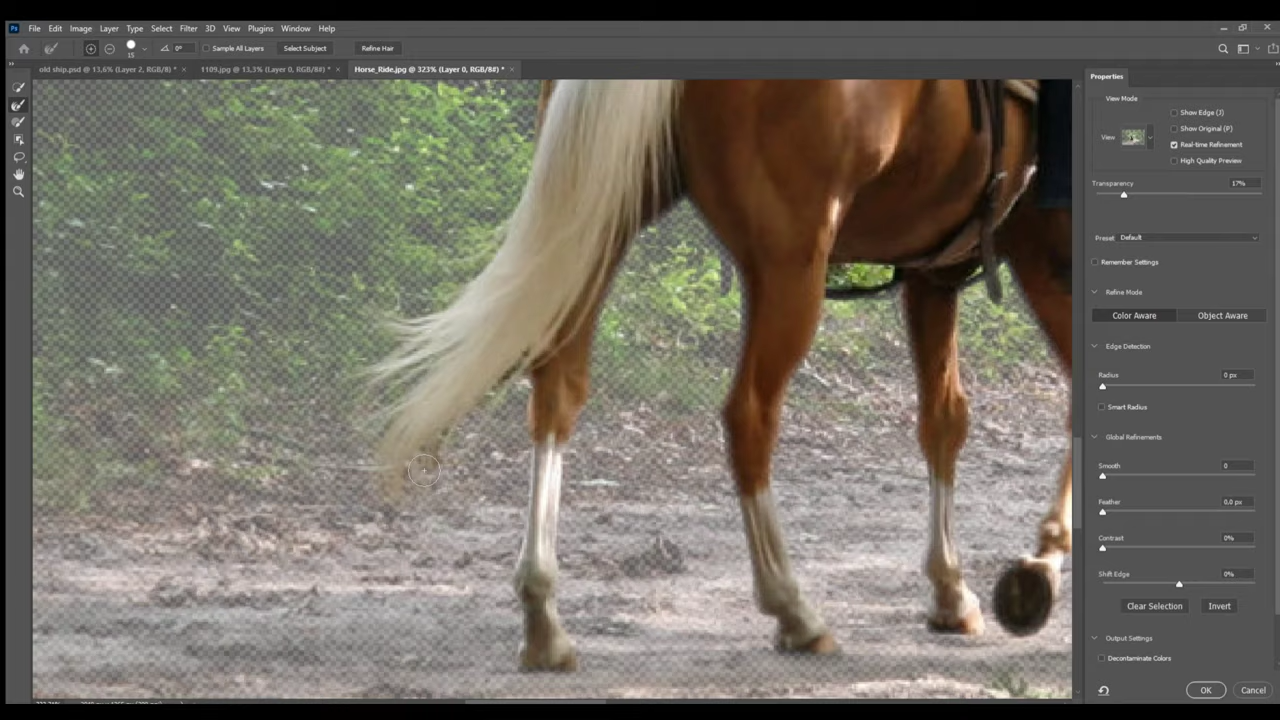 Ps File Edit Image Layer Type Select Filter 3D View Plugins Window Help
15 0° Sample All Layers Select Subject Refine Hair
old ship.psd @ 13,6% (Layer 2, RGB/8) * × 1109.jpg @ 13,3% (Layer 0, RGB/8#) * × Horse_Ride.jpg @ 323% (Layer 0, RGB/8#) * ×
Properties
View Mode
Show Edge (J)
Show Original (P)
View
Real-time Refinement
High Quality Preview
Transparency 17%
Preset Default
Remember Settings
Refine Mode
Color Aware Object Aware
Edge Detection
Radius 0 px
Smart Radius
Global Refinements
Smooth 0
Feather 0,0 px
Contrast 0%
Shift Edge 0%
Clear Selection Invert
Output Settings
Decontaminate Colors
OK Cancel